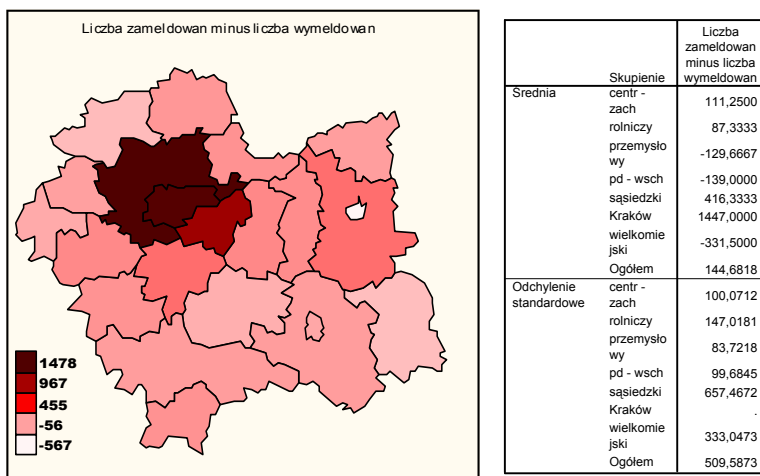 Liczba zameldowan minus liczba wymeldowan
1478
967
455
-56
-567
Skupienie
Liczba
zameldowan
minus liczba
wymeldowan
Średnia
centr -
zach
111,2500
rolniczy
87,3333
przemysło
wy
-129,6667
pd - wsch
-139,0000
sąsiedzki
416,3333
Kraków
1447,0000
wielkomie
jski
-331,5000
Ogółem
144,6818
Odchylenie
standardowe
centr -
zach
100,0712
rolniczy
147,0181
przemysło
wy
83,7218
pd - wsch
99,6845
sąsiedzki
657,4672
Kraków
.
wielkomie
jski
333,0473
Ogółem
509,5873